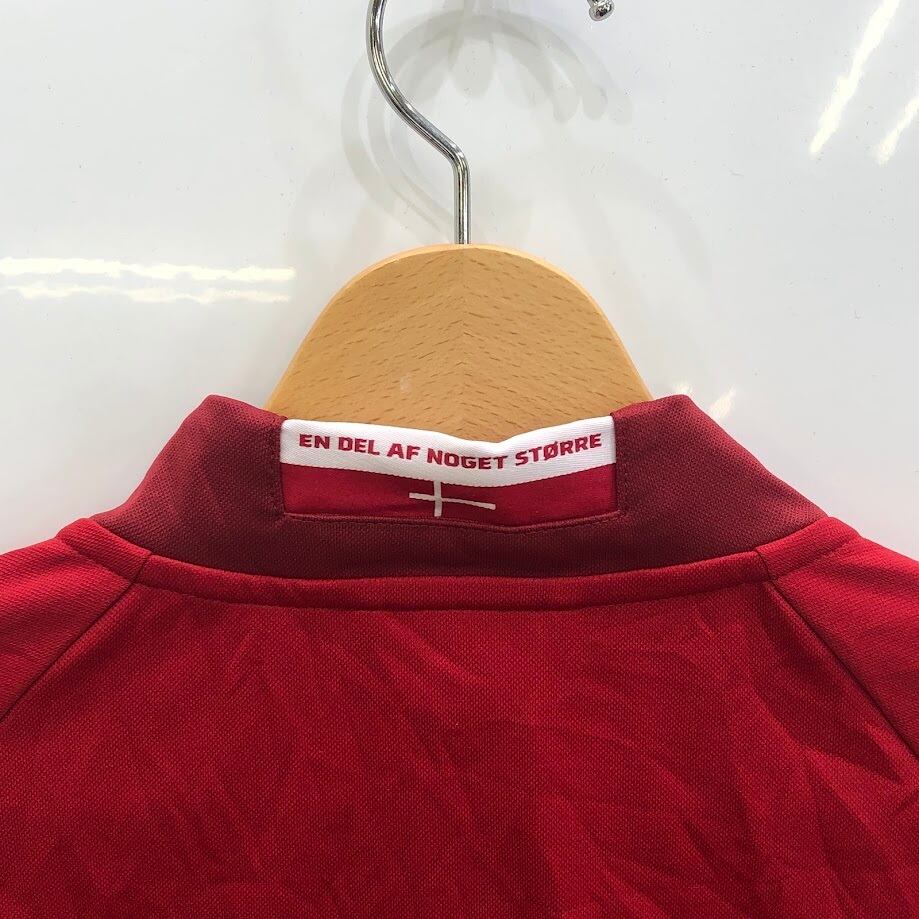 EN DEL AF NOGET STØRRE